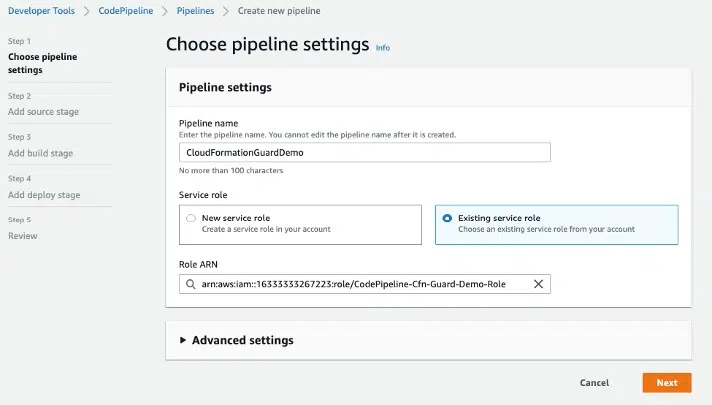 Developer Tools > CodePipeline > Pipelines > Create new pipeline
Step 1
Choose pipeline
settings
Step 2
Add source stage
Step 3
Add build stage
Step 4
Add deploy stage
Step 5
Review
Choose pipeline settings Info
Pipeline settings
Pipeline name
Enter the pipeline name. You cannot edit the pipeline name after it is created.
CloudFormationGuardDemo
No more than 100 characters
Service role
New service role
Create a service role in your account
Existing service role
Choose an existing service role from your account
Role ARN
arn:aws:iam::16333333267223:role/CodePipeline-Cfn-Guard-Demo-Role
Advanced settings
Cancel
Next